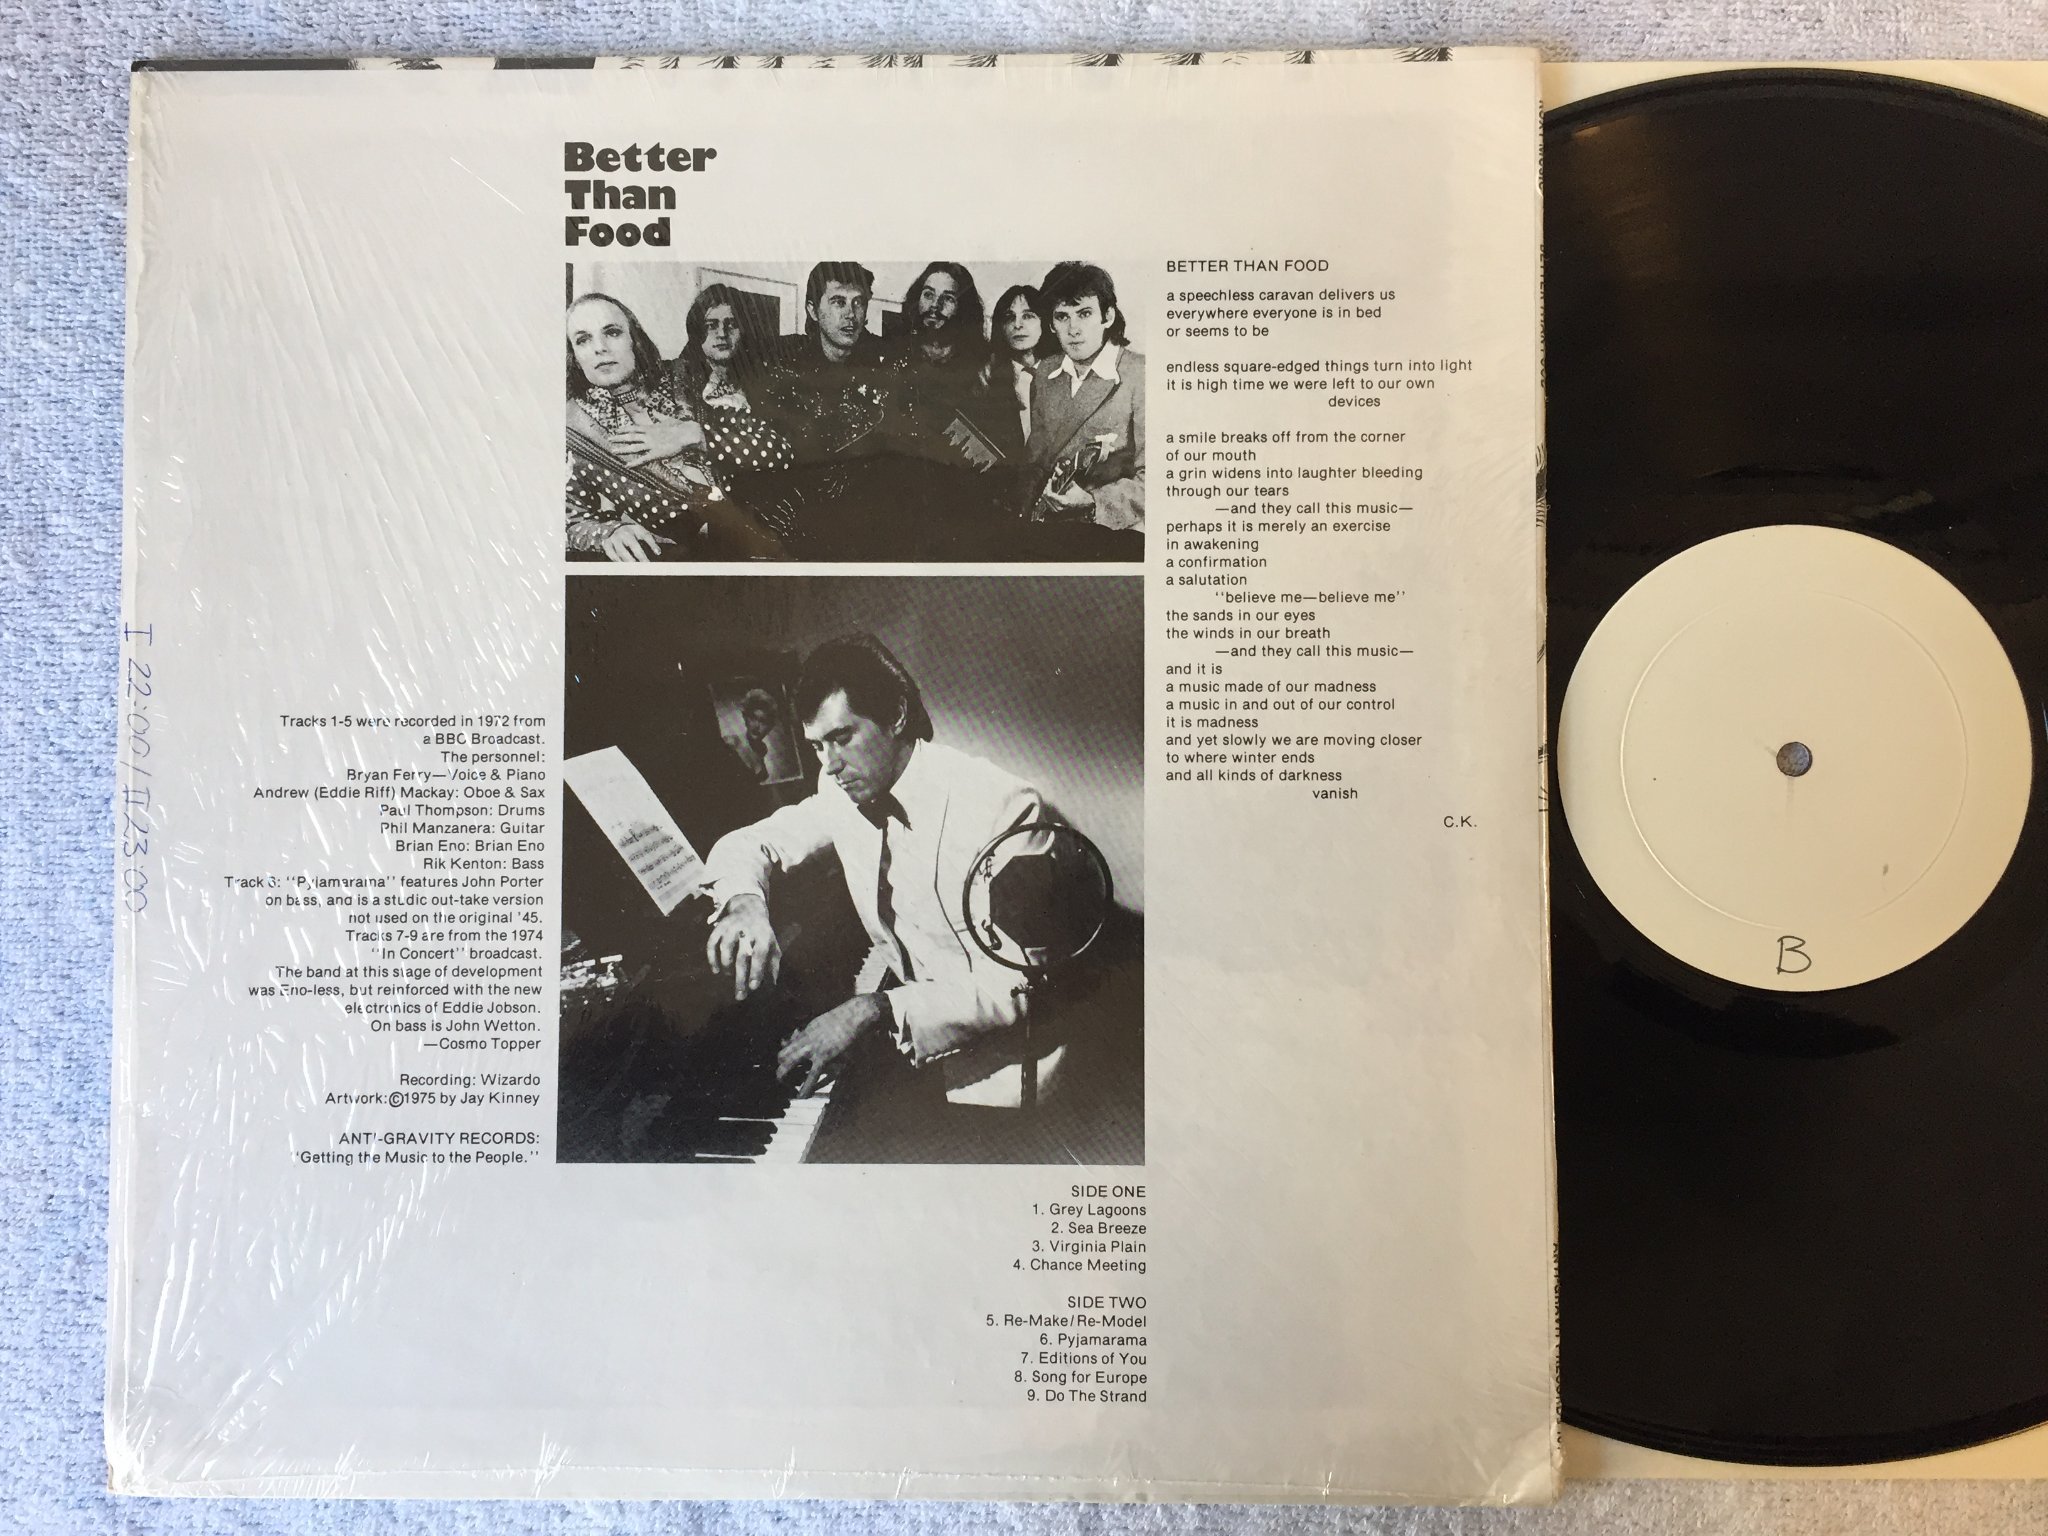 Better
Than
Food
BETTER THAN FOOD
a speechless caravan delivers us
everywhere everyone is in bed
or seems to be
endless square-edged things turn into light
it is high time we were left to our own
devices
a smile breaks off from the corner
of our mouth
a grin widens into laughter bleeding
through our tears
—and they call this music—
perhaps it is merely an exercise
in awakening
a confirmation
a salutation
''believe me—believe me''
the sands in our eyes
the winds in our breath
—and they call this music—
and it is
a music made of our madness
a music in and out of our control
it is madness
and yet slowly we are moving closer
to where winter ends
and all kinds of darkness
vanish
C.K.
Tracks 1-5 were recorded in 1972 from
a BBC Broadcast.
The personnel:
Bryan Ferry—Voice & Piano
Andrew (Eddie Riff) Mackay: Oboe & Sax
Paul Thompson: Drums
Phil Manzanera: Guitar
Brian Eno: Brian Eno
Rik Kenton: Bass
Track 6: ''Pyjamarama'' features John Porter
on bass, and is a studio out-take version
not used on the original '45.
Tracks 7-9 are from the 1974
''In Concert'' broadcast.
The band at this stage of development
was Eno-less, but reinforced with the new
electronics of Eddie Jobson.
On bass is John Wetton.
—Cosmo Topper
Recording: Wizardo
Artwork:©1975 by Jay Kinney
ANTI-GRAVITY RECORDS:
''Getting the Music to the People.''
SIDE ONE
1. Grey Lagoons
2. Sea Breeze
3. Virginia Plain
4. Chance Meeting
SIDE TWO
5. Re-Make/Re-Model
6. Pyjamarama
7. Editions of You
8. Song for Europe
9. Do The Strand
I 22:00/II 23:00
B